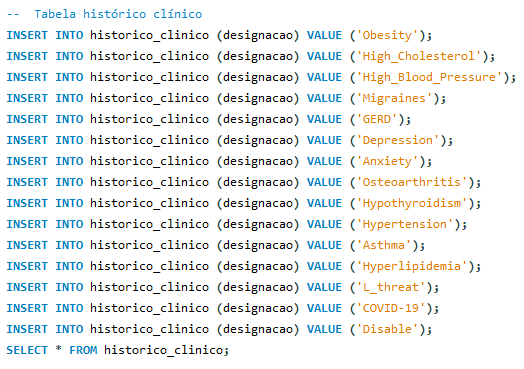 -- Tabela histórico clínico
INSERT INTO historico_clinico (designacao) VALUE ('Obesity');
INSERT INTO historico_clinico (designacao) VALUE ('High_Cholesterol');
INSERT INTO historico_clinico (designacao) VALUE ('High_Blood_Pressure');
INSERT INTO historico_clinico (designacao) VALUE ('Migraines');
INSERT INTO historico_clinico (designacao) VALUE ('GERD');
INSERT INTO historico_clinico (designacao) VALUE ('Depression');
INSERT INTO historico_clinico (designacao) VALUE ('Anxiety');
INSERT INTO historico_clinico (designacao) VALUE ('Osteoarthritis');
INSERT INTO historico_clinico (designacao) VALUE ('Hypothyroidism');
INSERT INTO historico_clinico (designacao) VALUE ('Hypertension');
INSERT INTO historico_clinico (designacao) VALUE ('Asthma');
INSERT INTO historico_clinico (designacao) VALUE ('Hyperlipidemia');
INSERT INTO historico_clinico (designacao) VALUE ('L_threat');
INSERT INTO historico_clinico (designacao) VALUE ('COVID-19');
INSERT INTO historico_clinico (designacao) VALUE ('Disable');
SELECT * FROM historico_clinico;